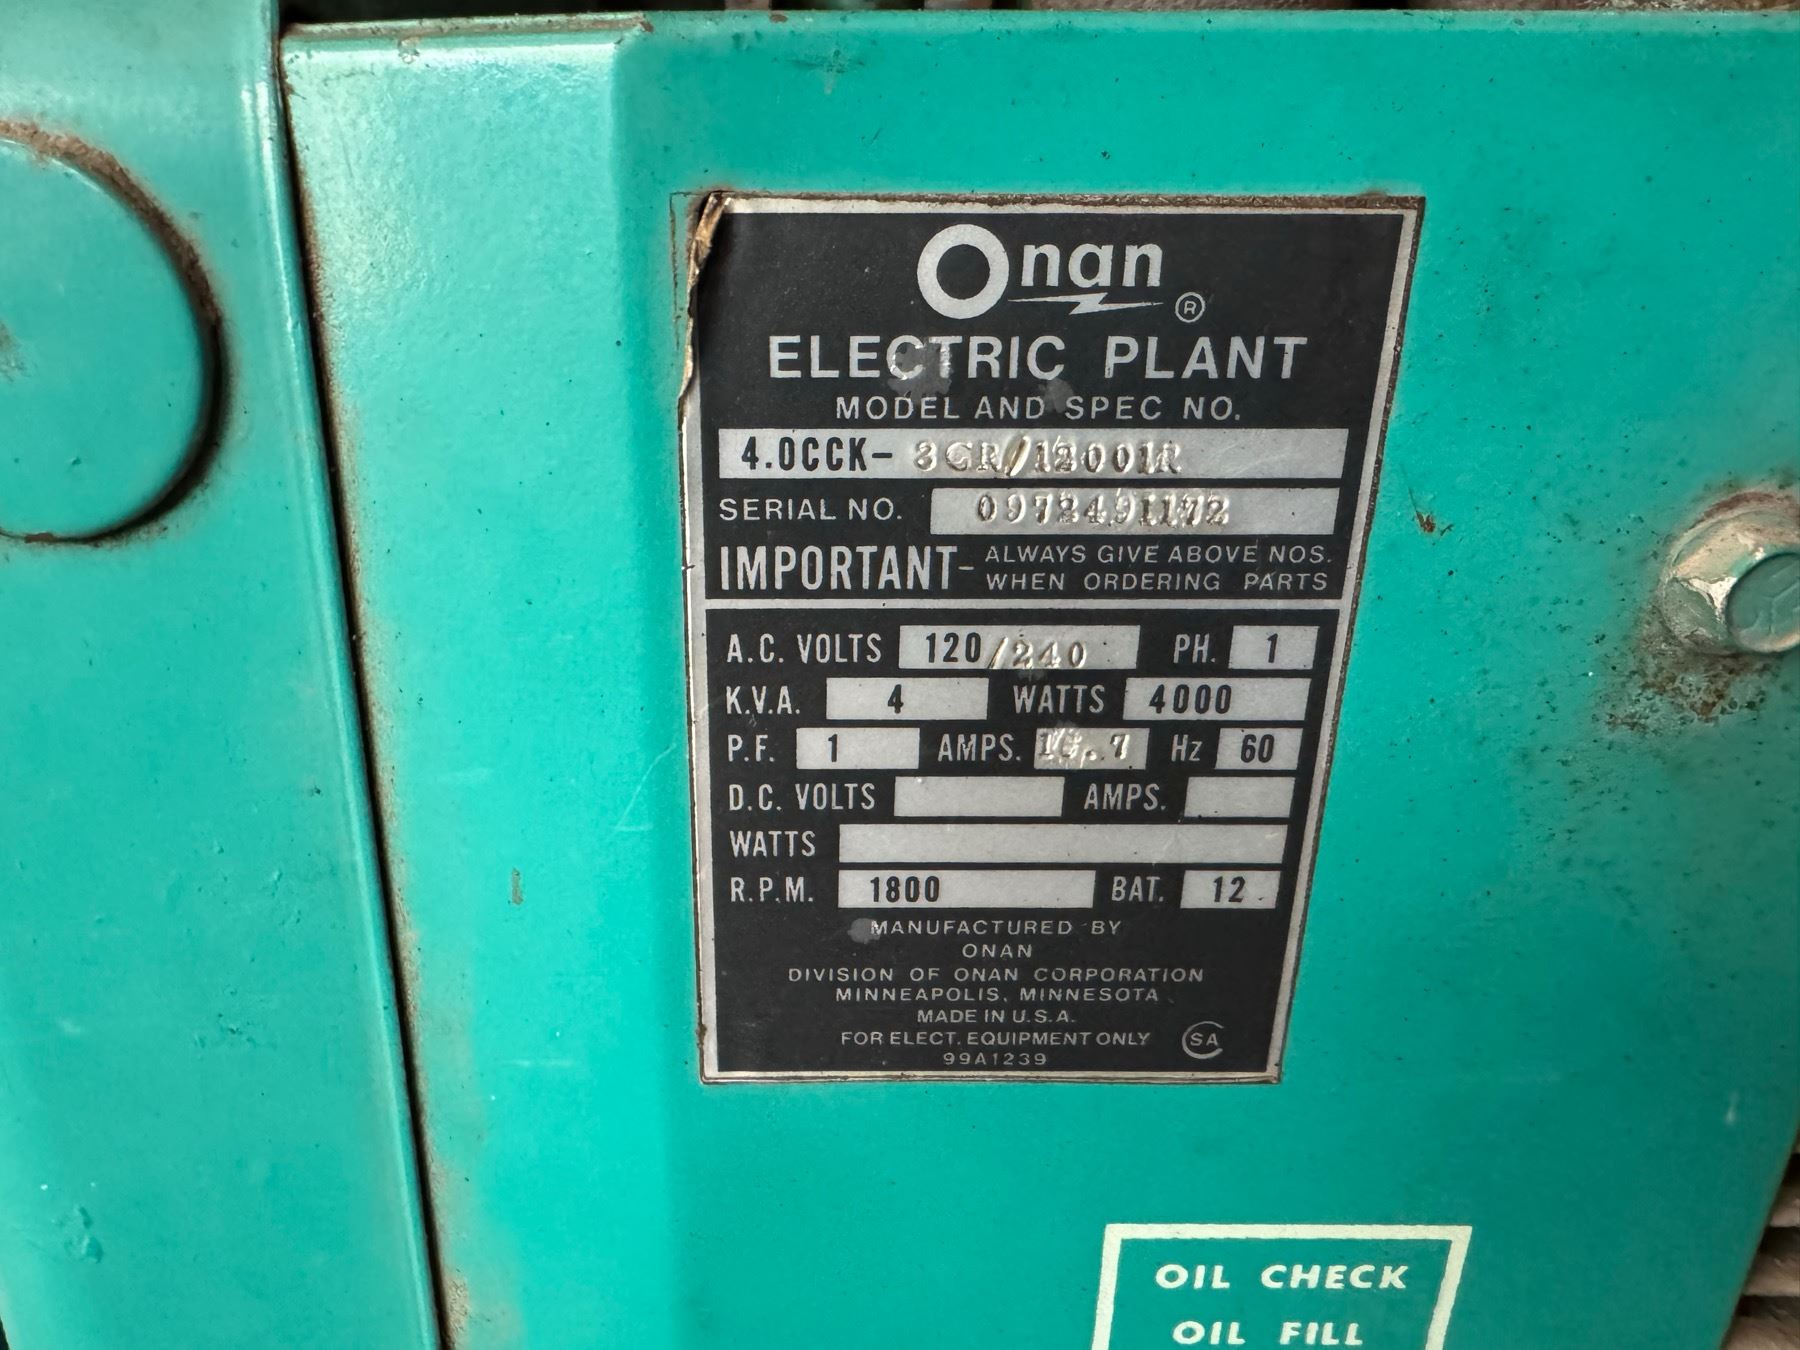 Onan ®
ELECTRIC PLANT
MODEL AND SPEC NO.
4.0CCK- 3CR/12001R
SERIAL NO. 0972491172
IMPORTANT- ALWAYS GIVE ABOVE NOS.
WHEN ORDERING PARTS
A.C. VOLTS 120/240 PH. 1
K.V.A. 4 WATTS 4000
P.F. 1 AMPS. 16.7 Hz 60
D.C. VOLTS AMPS.
WATTS
R.P.M. 1800 BAT. 12
MANUFACTURED BY
ONAN
DIVISION OF ONAN CORPORATION
MINNEAPOLIS, MINNESOTA
MADE IN U.S.A.
FOR ELECT. EQUIPMENT ONLY SA
99A1239
OIL CHECK
OIL FILL